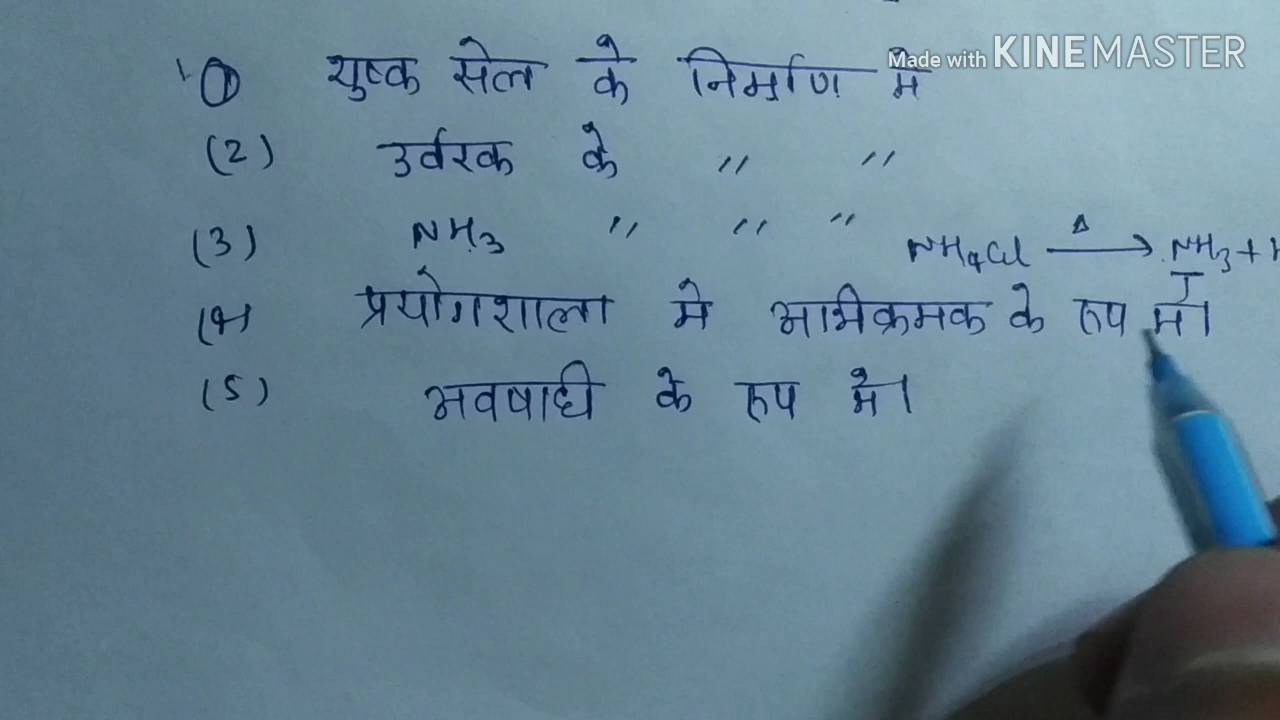 Made with KINEMASTER
① शुष्क सेल के निर्माण में
(2) उर्वरक के " "
(3) NH3 " " "
NH4Cl —Δ→ NH3 + H
(4) प्रयोगशाला मे अभिक्रमक के रूप में।
(5) अवषाधी के रूप मे।